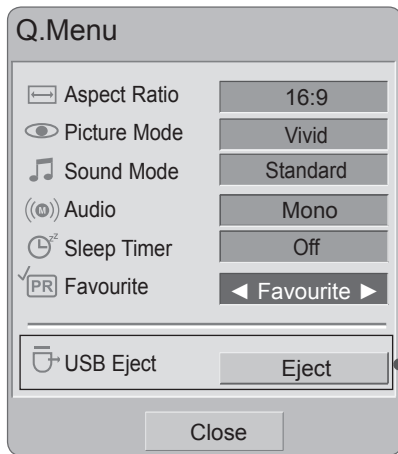 Q.Menu
Aspect Ratio 16:9
Picture Mode Vivid
Sound Mode Standard
Audio Mono
Sleep Timer Off
Favourite ◄ Favourite ►
USB Eject Eject
Close
M
zz
PR